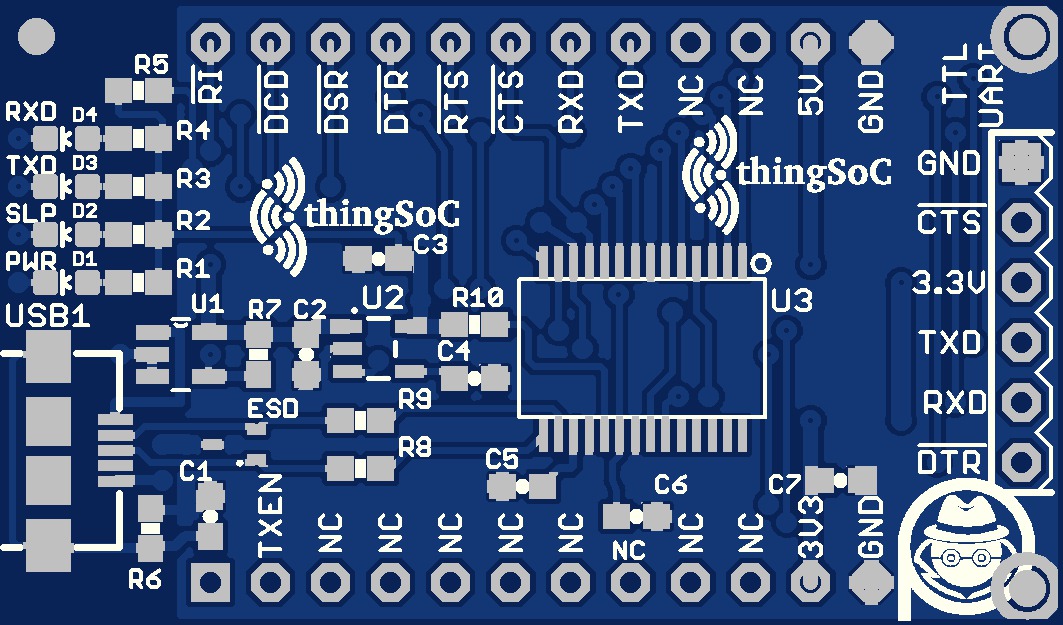 R5
RI
DCD
DSR
DTR
RTS
CTS
RXD
TXD
NC
NC
5V
GND
TTL
UART
RXD
D4
R4
TXD
D3
R3
SLP
D2
R2
PWR
D1
R1
thingSoC
thingSoC
GND
CTS
3.3V
TXD
RXD
DTR
C3
USB1
U1
R7
C2
U2
R10
U3
C4
ESD
R9
R8
C1
C5
C6
C7
R6
TXEN
NC
NC
NC
NC
NC
NC
NC
NC
3V3
GND